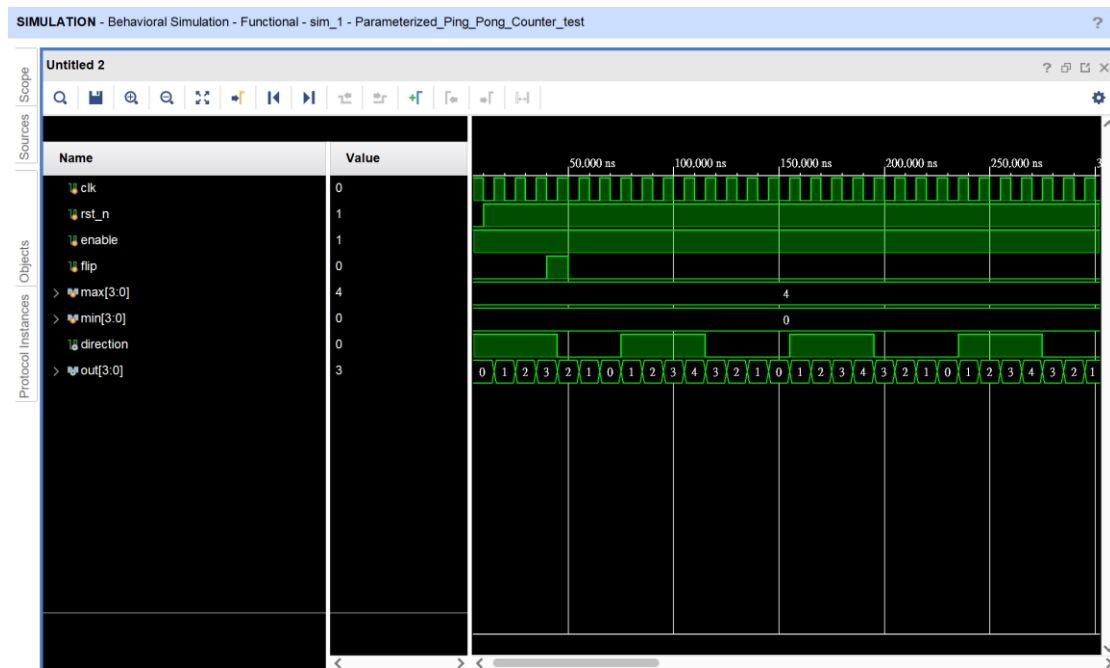 SIMULATION - Behavioral Simulation - Functional - sim_1 - Parameterized_Ping_Pong_Counter_test ?
Scope
Sources
Objects
Protocol Instances
Untitled 2 ?
Name Value
50.000 ns 100.000 ns 150.000 ns 200.000 ns 250.000 ns 3
clk 0
rst_n 1
enable 1
flip 0
max[3:0] 4 4
min[3:0] 0 0
direction 0
out[3:0] 3 0 1 2 3 2 1 0 1 2 3 4 3 2 1 0 1 2 3 4 3 2 1 0 1 2 3 4 3 2 1